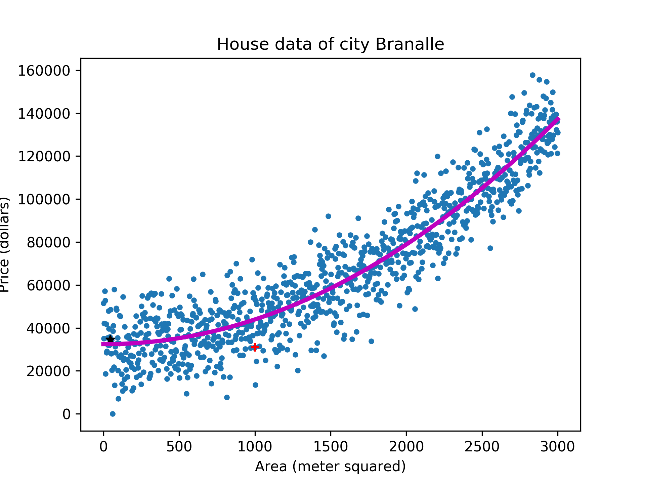 House data of city Branalle
160000
140000
120000
100000
80000
60000
40000
20000
0
Price (dollars)
0 500 1000 1500 2000 2500 3000
Area (meter squared)